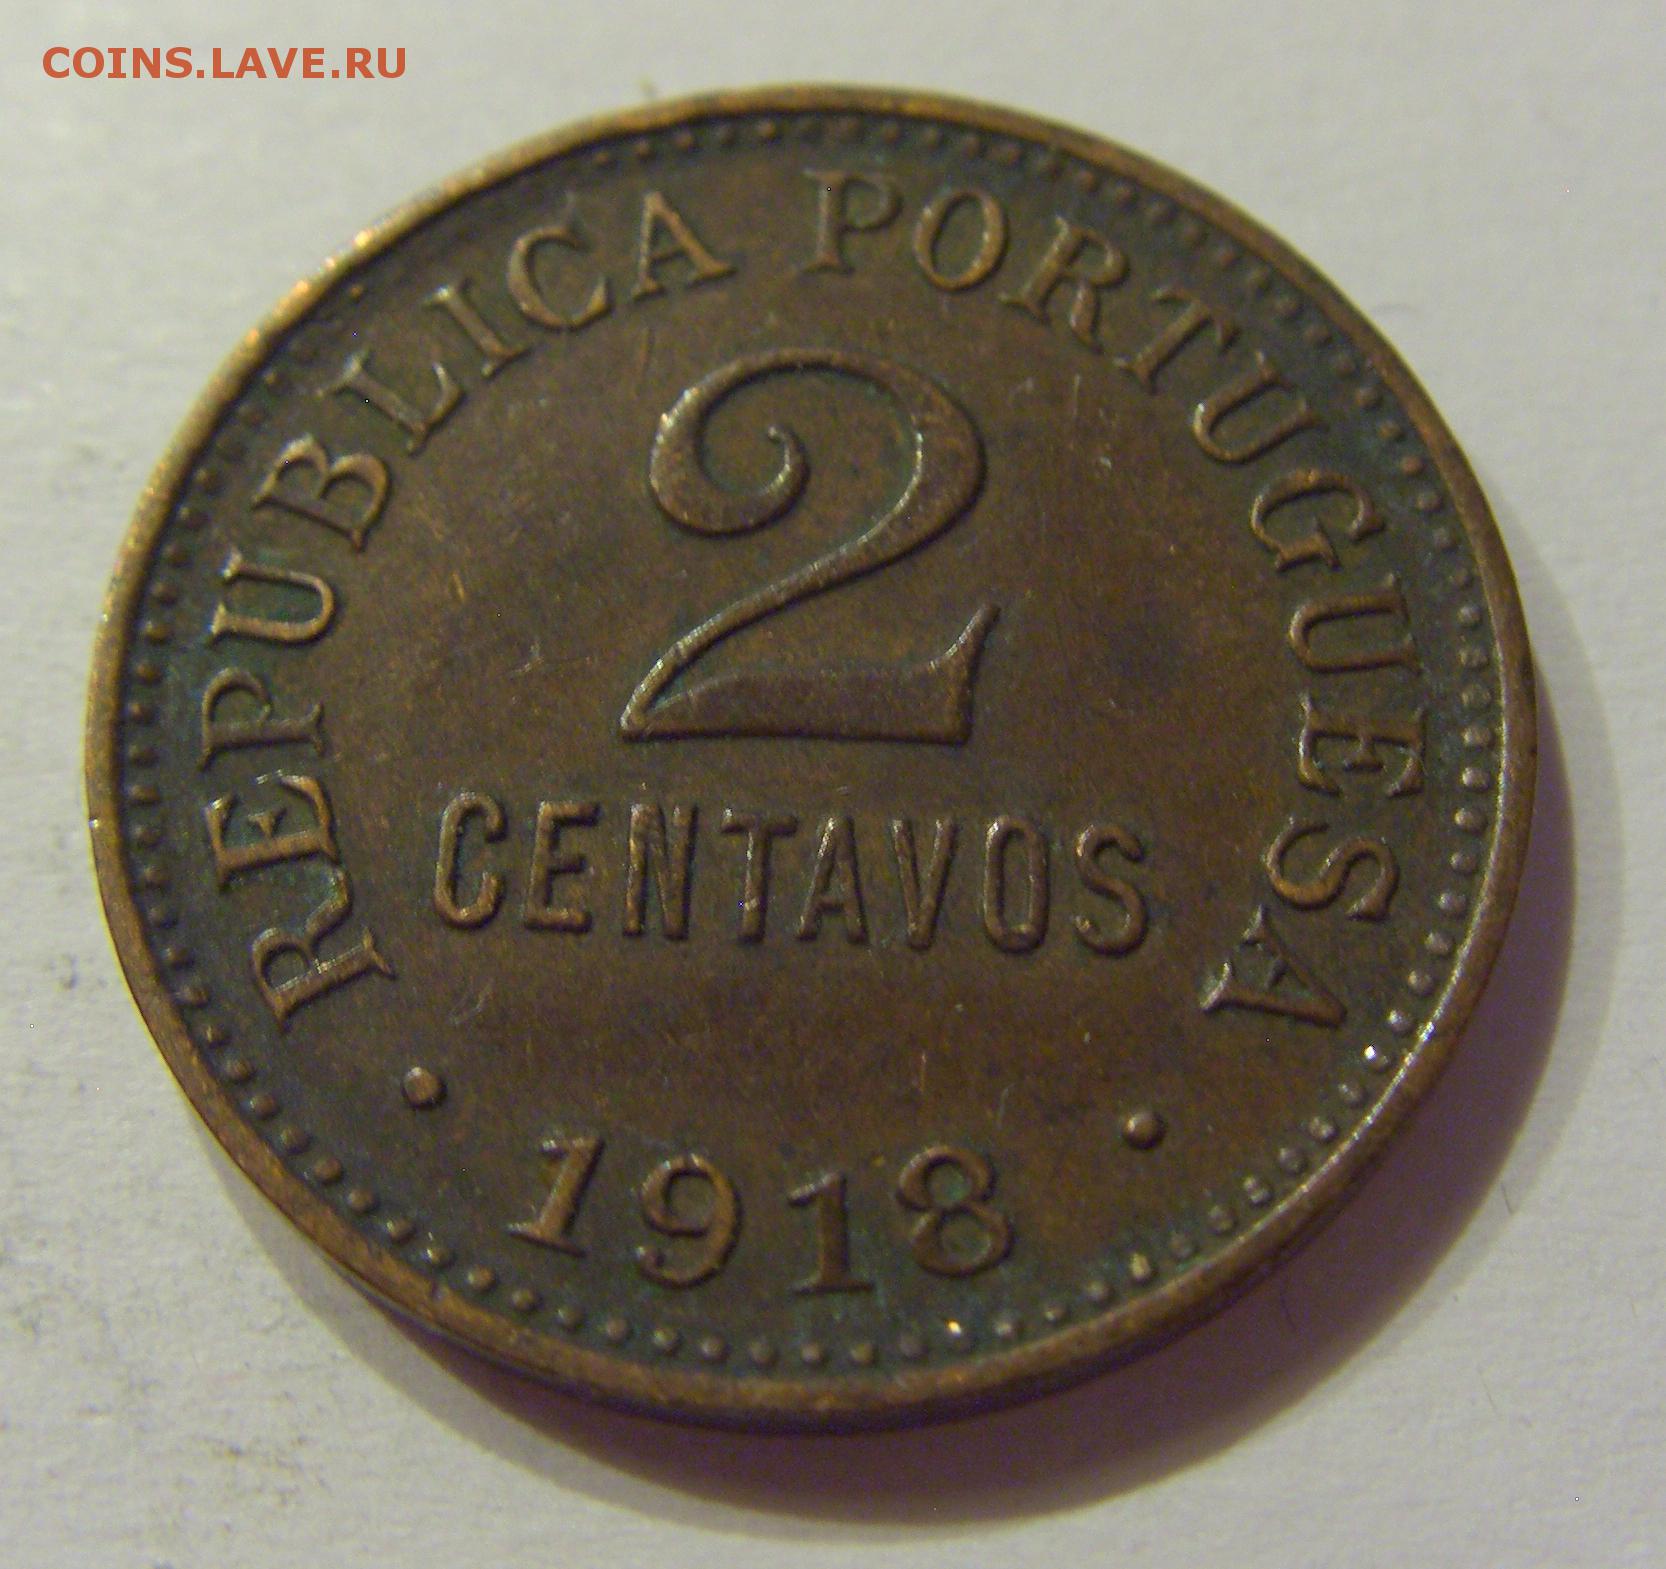 COINS.LAVE.RU
REPUBLICA PORTUGUESA
2
CENTAVOS
• 1918 •